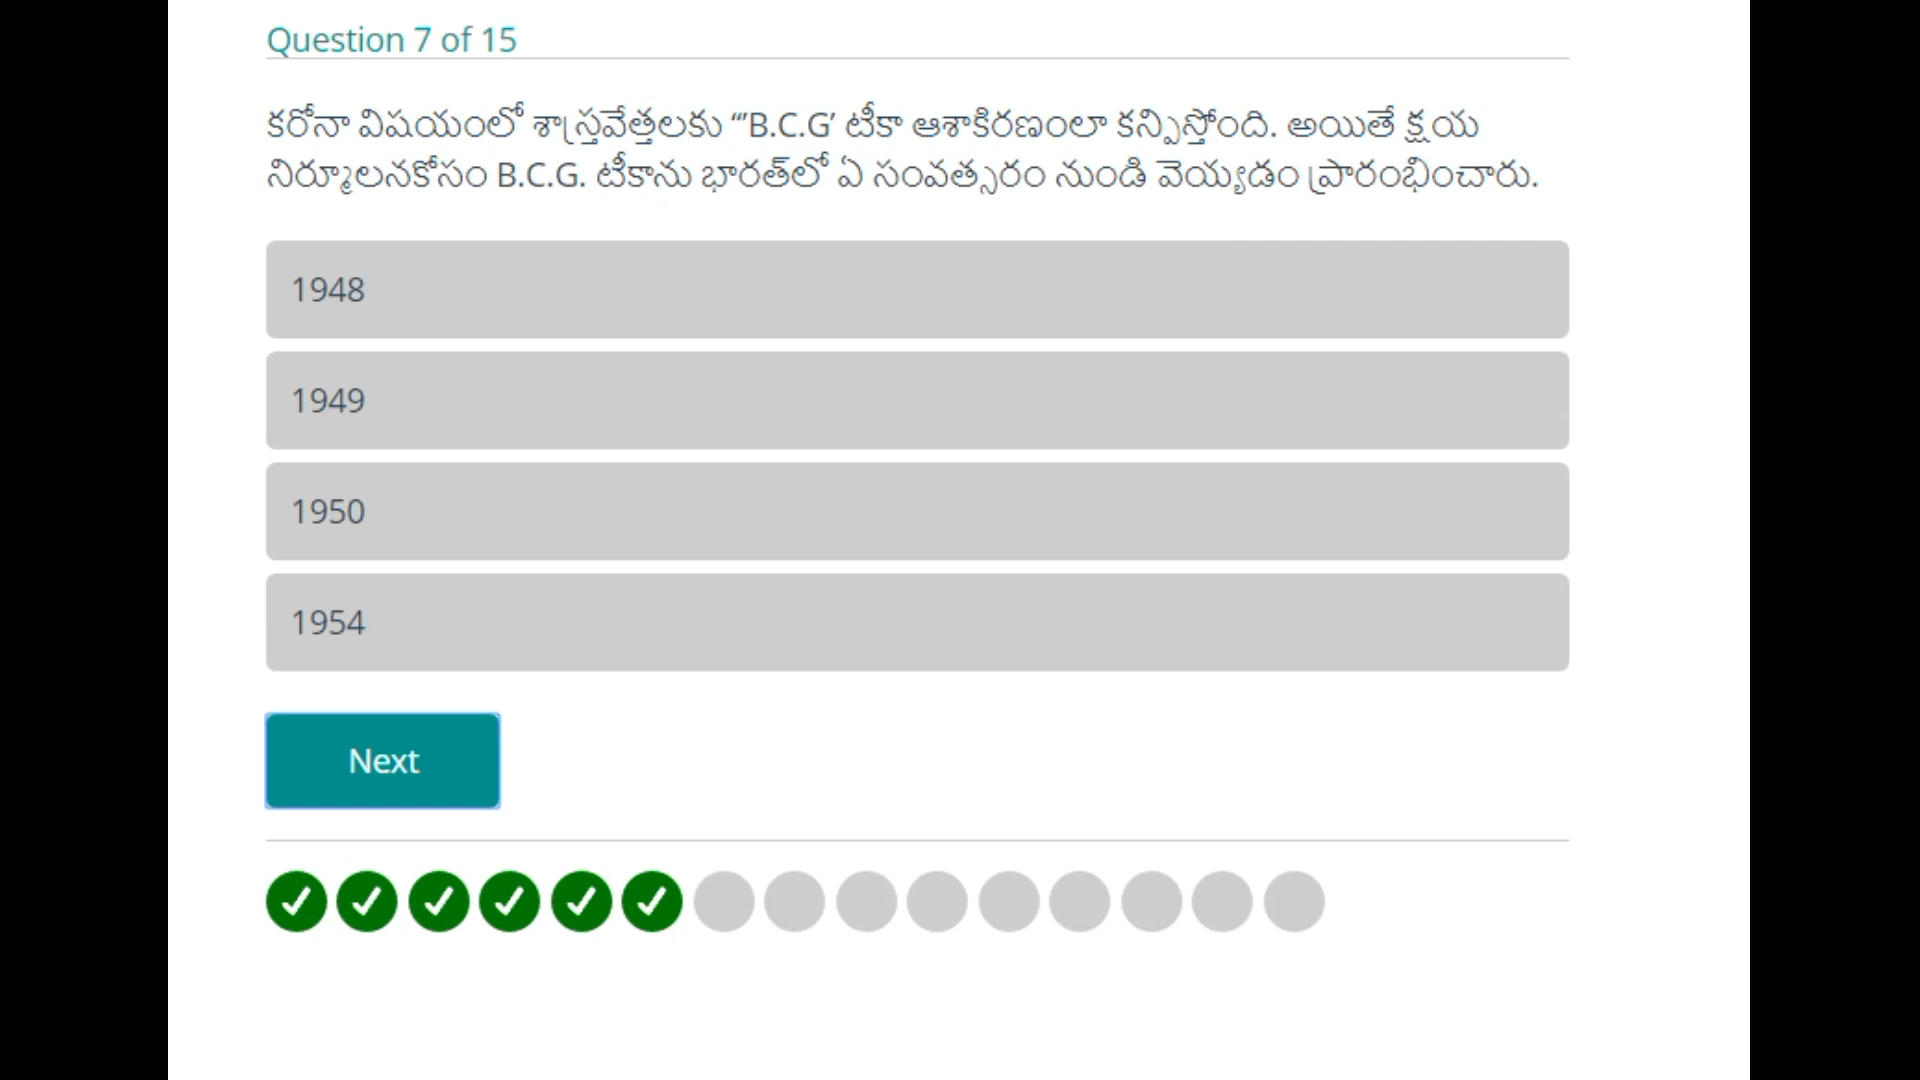 Question 7 of 15
కరోనా విషయంలో శాస్త్రవేత్తలకు “’B.C.G’ టీకా ఆశాకిరణంలా కన్పిస్తోంది. అయితే క్షయ
నిర్మూలనకోసం B.C.G. టీకాను భారత్‌లో ఏ సంవత్సరం నుండి వెయ్యడం ప్రారంభించారు.
1948
1949
1950
1954
Next